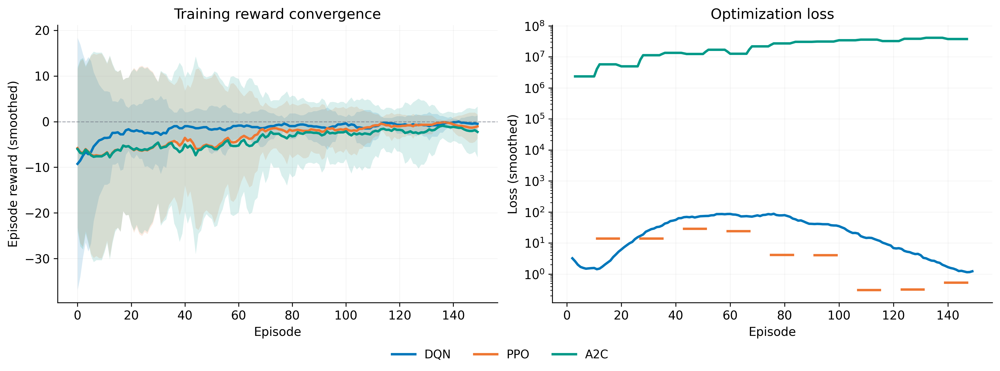 Training reward convergence
20
10
0
−10
−20
−30
Episode reward (smoothed)
0 20 40 60 80 100 120 140
Episode
Optimization loss
10⁸
10⁷
10⁶
10⁵
10⁴
10³
10²
10¹
10⁰
Loss (smoothed)
0 20 40 60 80 100 120 140
Episode
DQN PPO A2C